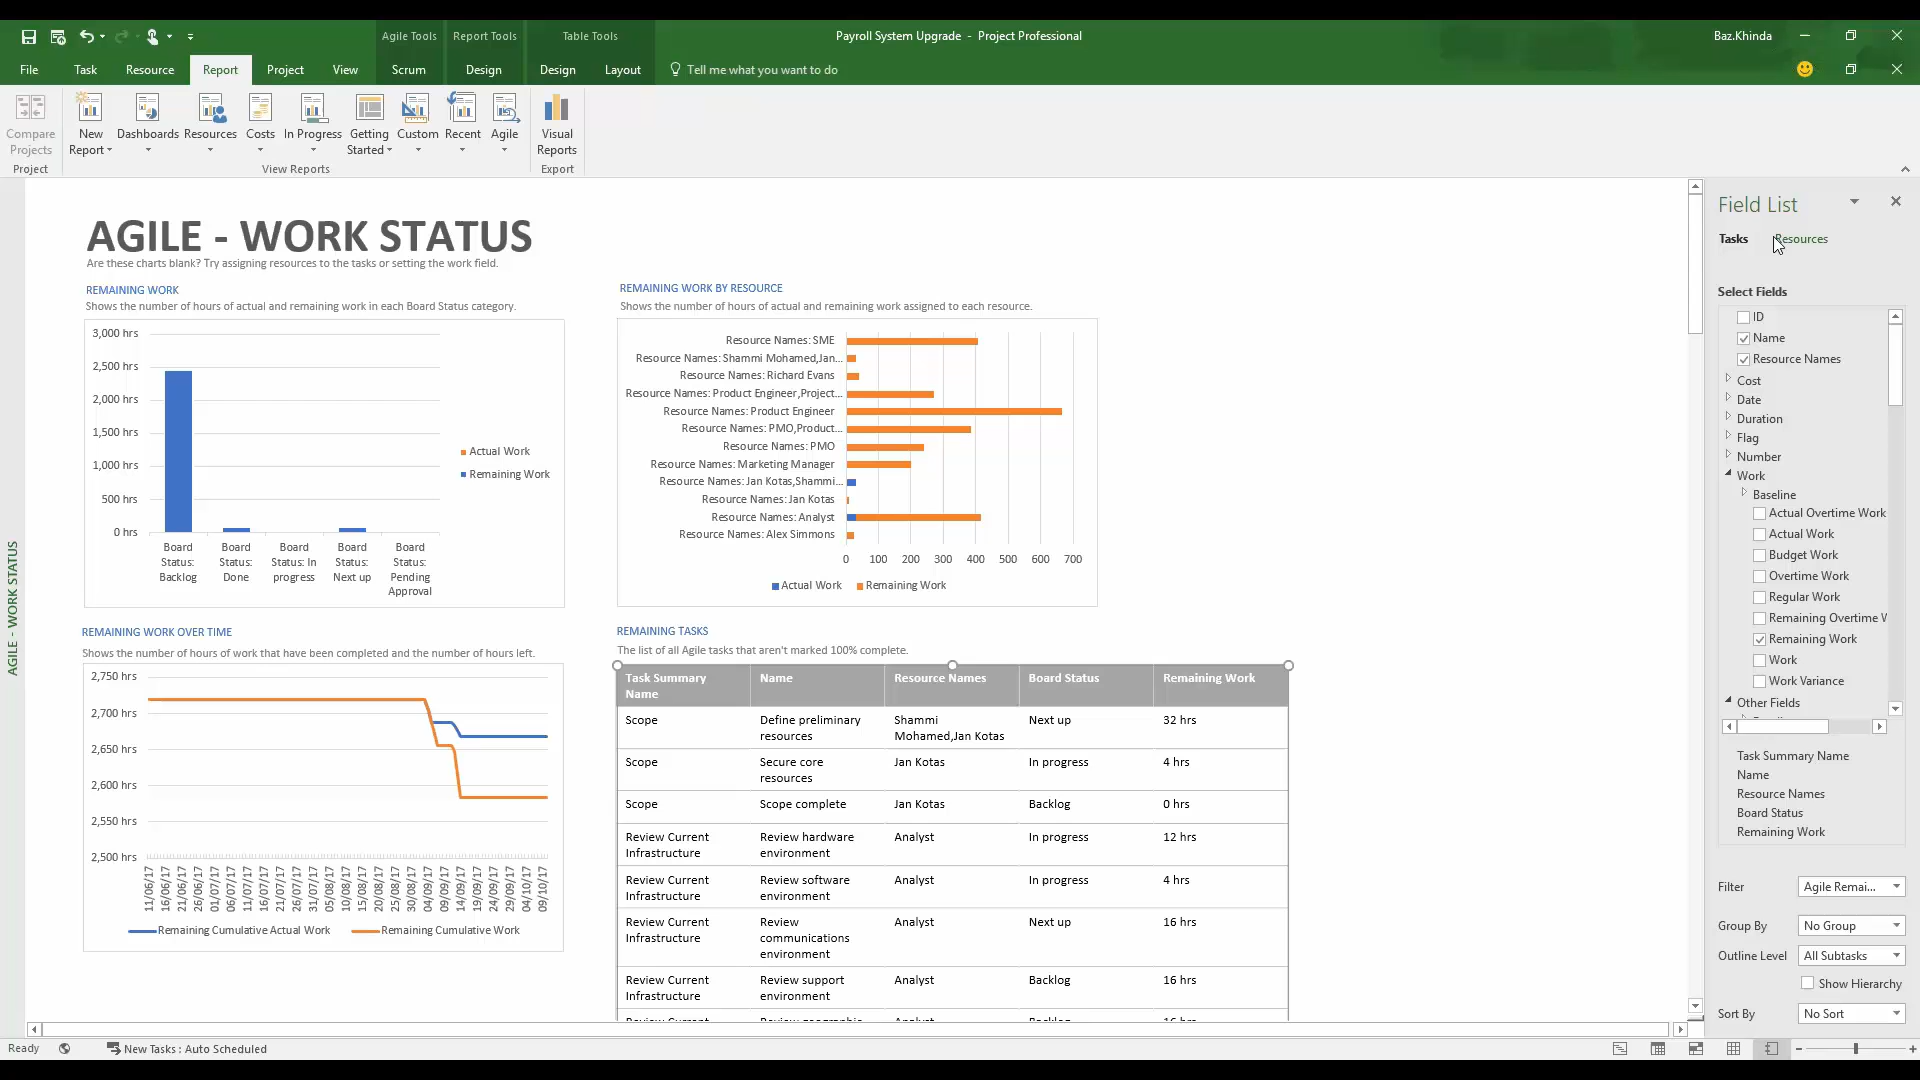 Agile Tools
Report Tools
Table Tools
Payroll System Upgrade - Project Professional
Baz.Khinda
File
Task
Resource
Report
Project
View
Scrum
Design
Design
Layout
Tell me what you want to do
Compare Projects
New Report
Dashboards
Resources
Costs
In Progress
Getting Started
Custom
Recent
Agile
Visual Reports
Project
View Reports
Export
AGILE - WORK STATUS
AGILE - WORK STATUS
Are these charts blank? Try assigning resources to the tasks or setting the work field.
REMAINING WORK
Shows the number of hours of actual and remaining work in each Board Status category.
3,000 hrs
2,500 hrs
2,000 hrs
1,500 hrs
1,000 hrs
500 hrs
0 hrs
Board Status: Backlog
Board Status: Done
Board Status: In progress
Board Status: Next up
Board Status: Pending Approval
Actual Work
Remaining Work
REMAINING WORK BY RESOURCE
Shows the number of hours of actual and remaining work assigned to each resource.
Resource Names: SME
Resource Names: Shammi Mohamed,Jan...
Resource Names: Richard Evans
Resource Names: Product Engineer,Project...
Resource Names: Product Engineer
Resource Names: PMO,Product...
Resource Names: PMO
Resource Names: Marketing Manager
Resource Names: Jan Kotas,Shammi...
Resource Names: Jan Kotas
Resource Names: Analyst
Resource Names: Alex Simmons
0 100 200 300 400 500 600 700
Actual Work
Remaining Work
REMAINING WORK OVER TIME
Shows the number of hours of work that have been completed and the number of hours left.
2,750 hrs
2,700 hrs
2,650 hrs
2,600 hrs
2,550 hrs
2,500 hrs
11/06/17
16/06/17
21/06/17
26/06/17
01/07/17
06/07/17
11/07/17
16/07/17
21/07/17
26/07/17
31/07/17
05/08/17
10/08/17
15/08/17
20/08/17
25/08/17
30/08/17
04/09/17
09/09/17
14/09/17
19/09/17
24/09/17
29/09/17
04/10/17
09/10/17
Remaining Cumulative Actual Work
Remaining Cumulative Work
REMAINING TASKS
The list of all Agile tasks that aren't marked 100% complete.
Task Summary Name
Name
Resource Names
Board Status
Remaining Work
Scope
Define preliminary resources
Shammi Mohamed,Jan Kotas
Next up
32 hrs
Scope
Secure core resources
Jan Kotas
In progress
4 hrs
Scope
Scope complete
Jan Kotas
Backlog
0 hrs
Review Current Infrastructure
Review hardware environment
Analyst
In progress
12 hrs
Review Current Infrastructure
Review software environment
Analyst
In progress
4 hrs
Review Current Infrastructure
Review communications environment
Analyst
Next up
16 hrs
Review Current Infrastructure
Review support environment
Analyst
Backlog
16 hrs
Field List
Tasks
Resources
Select Fields
ID
Name
Resource Names
Cost
Date
Duration
Flag
Number
Work
Baseline
Actual Overtime Work
Actual Work
Budget Work
Overtime Work
Regular Work
Remaining Overtime W
Remaining Work
Work
Work Variance
Other Fields
Task Summary Name
Name
Resource Names
Board Status
Remaining Work
Filter
Agile Remai...
Group By
No Group
Outline Level
All Subtasks
Show Hierarchy
Sort By
No Sort
Ready
New Tasks : Auto Scheduled